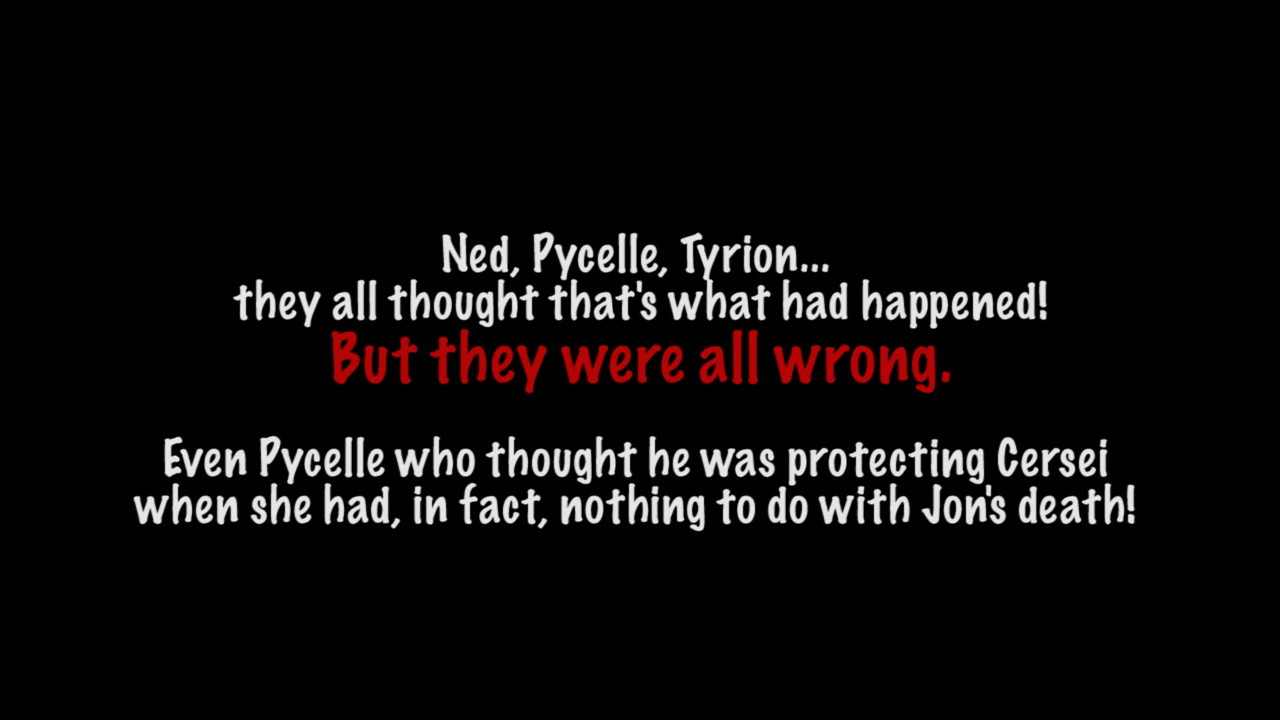 Ned, Pycelle, Tyrion...
they all thought that's what had happened!
But they were all wrong.
Even Pycelle who thought he was protecting Cersei
when she had, in fact, nothing to do with Jon's death!